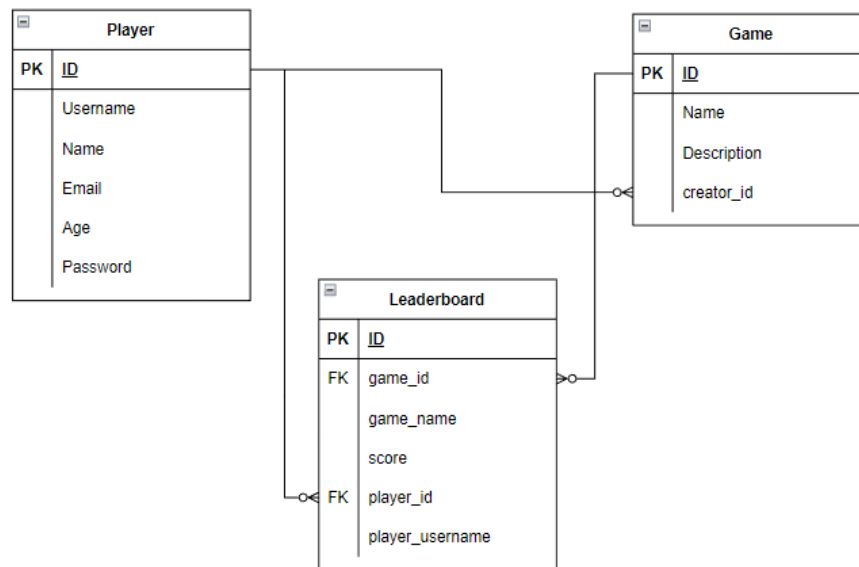 Player
PK ID
Username
Name
Email
Age
Password
Game
PK ID
Name
Description
creator_id
Leaderboard
PK ID
FK game_id
game_name
score
FK player_id
player_username